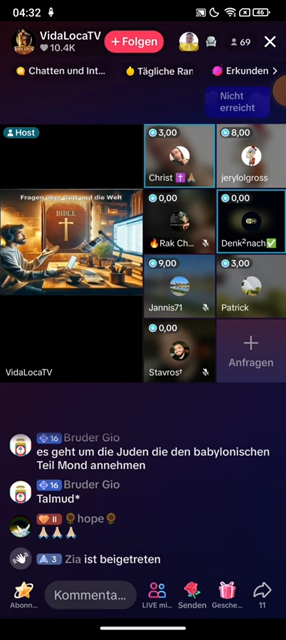 04:32
46
VidaLocaTV
10.4K
+ Folgen
69
Chatten und Int...
Tägliche Ran
Erkunden >
Nicht
erreicht
Host
Fragen über Gott und die Welt
BIBLE
VidaLocaTV
3,00
Christ ✝️🙏🏽
8,00
jerylolgross
0,00
🔥Rak Ch...
0,00
Denk²nach✅
9,00
Jannis71
3,00
Patrick
0,00
Stavros†
+
Anfragen
16 Bruder Gio
es geht um die Juden die den babylonischen
Teil Mond annehmen
16 Bruder Gio
Talmud*
II 🌻hope🌻
🙏🏼🙏🏼🙏🏼
3 Zia ist beigetreten
Abonn...
Kommenta...
LIVE mi...
Senden
Gesche...
11